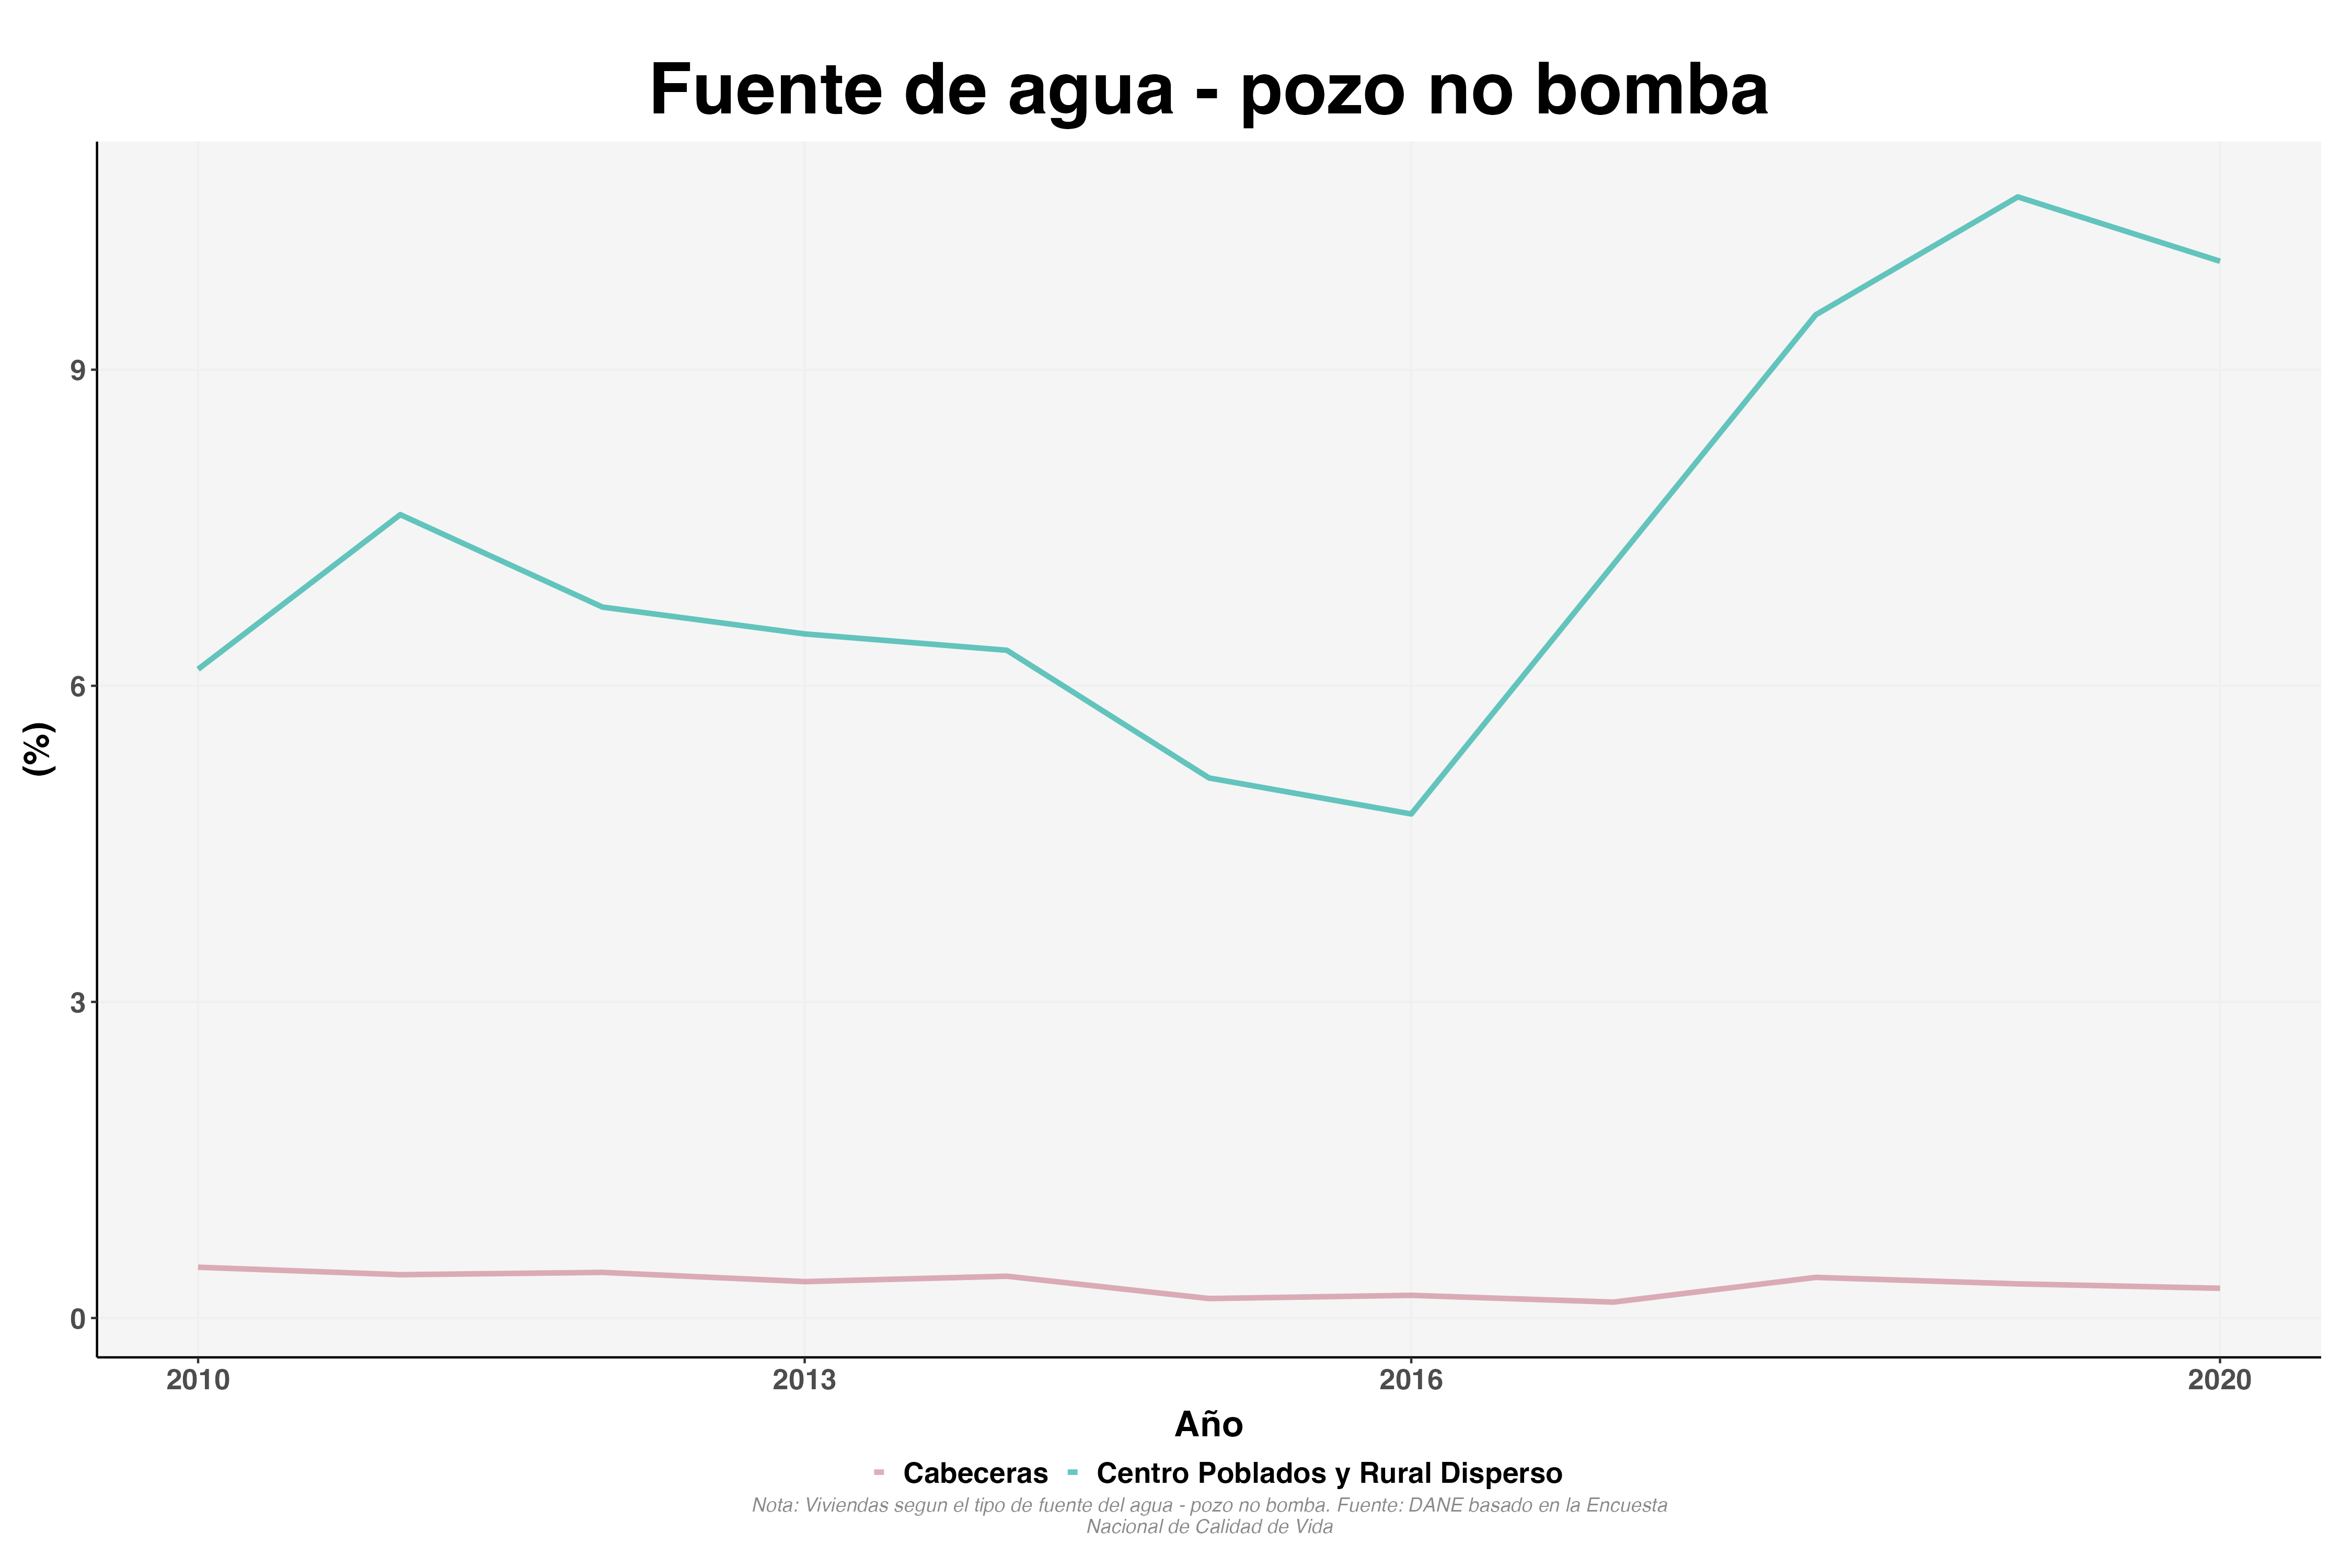 Fuente de agua - pozo no bomba
(%)
9
6
3
0
2010
2013
2016
2020
Año
Cabeceras
Centro Poblados y Rural Disperso
Nota: Viviendas segun el tipo de fuente del agua - pozo no bomba. Fuente: DANE basado en la Encuesta
Nacional de Calidad de Vida